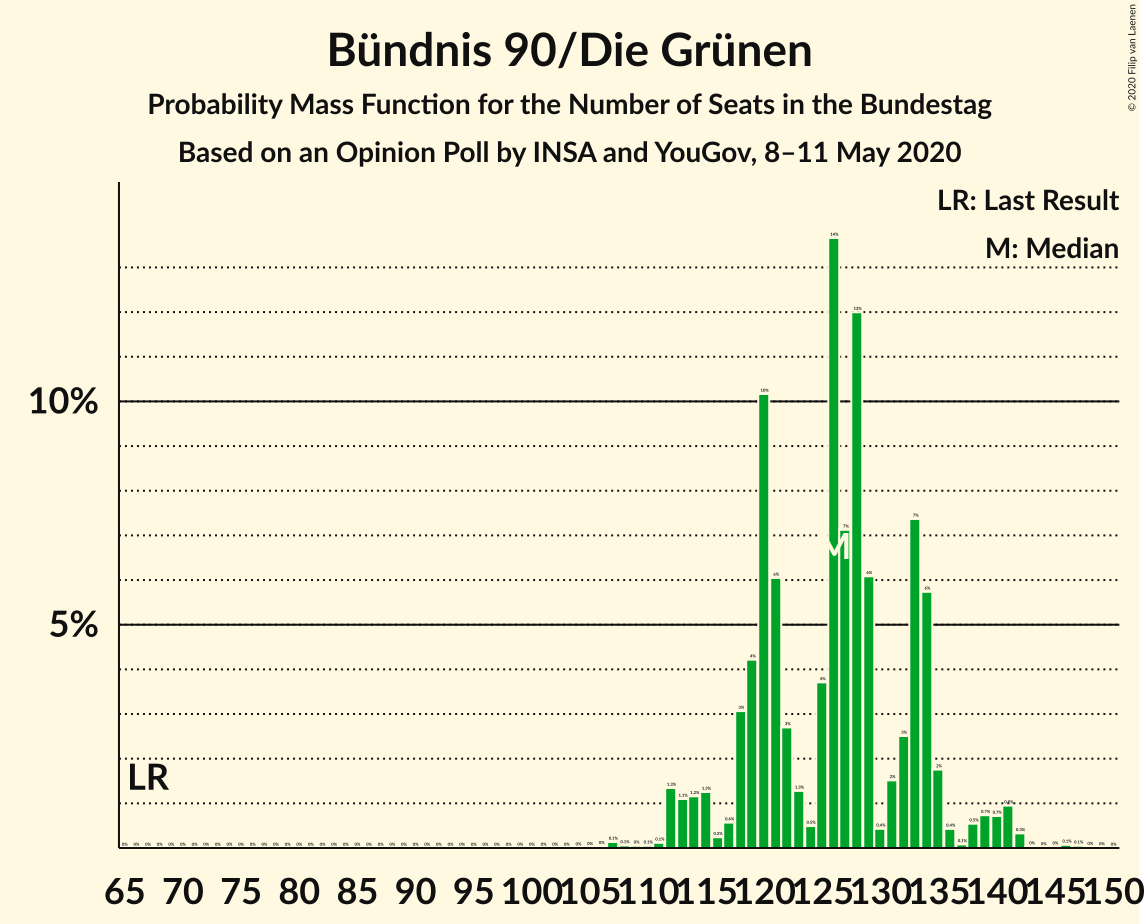 Bündnis 90/Die Grünen
Probability Mass Function for the Number of Seats in the Bundestag
Based on an Opinion Poll by INSA and YouGov, 8–11 May 2020
© 2020 Filip van Laenen
LR: Last Result
M: Median
10%
5%
LR
M
65 70 75 80 85 90 95 100 105 110 115 120 125 130 135 140 145 150